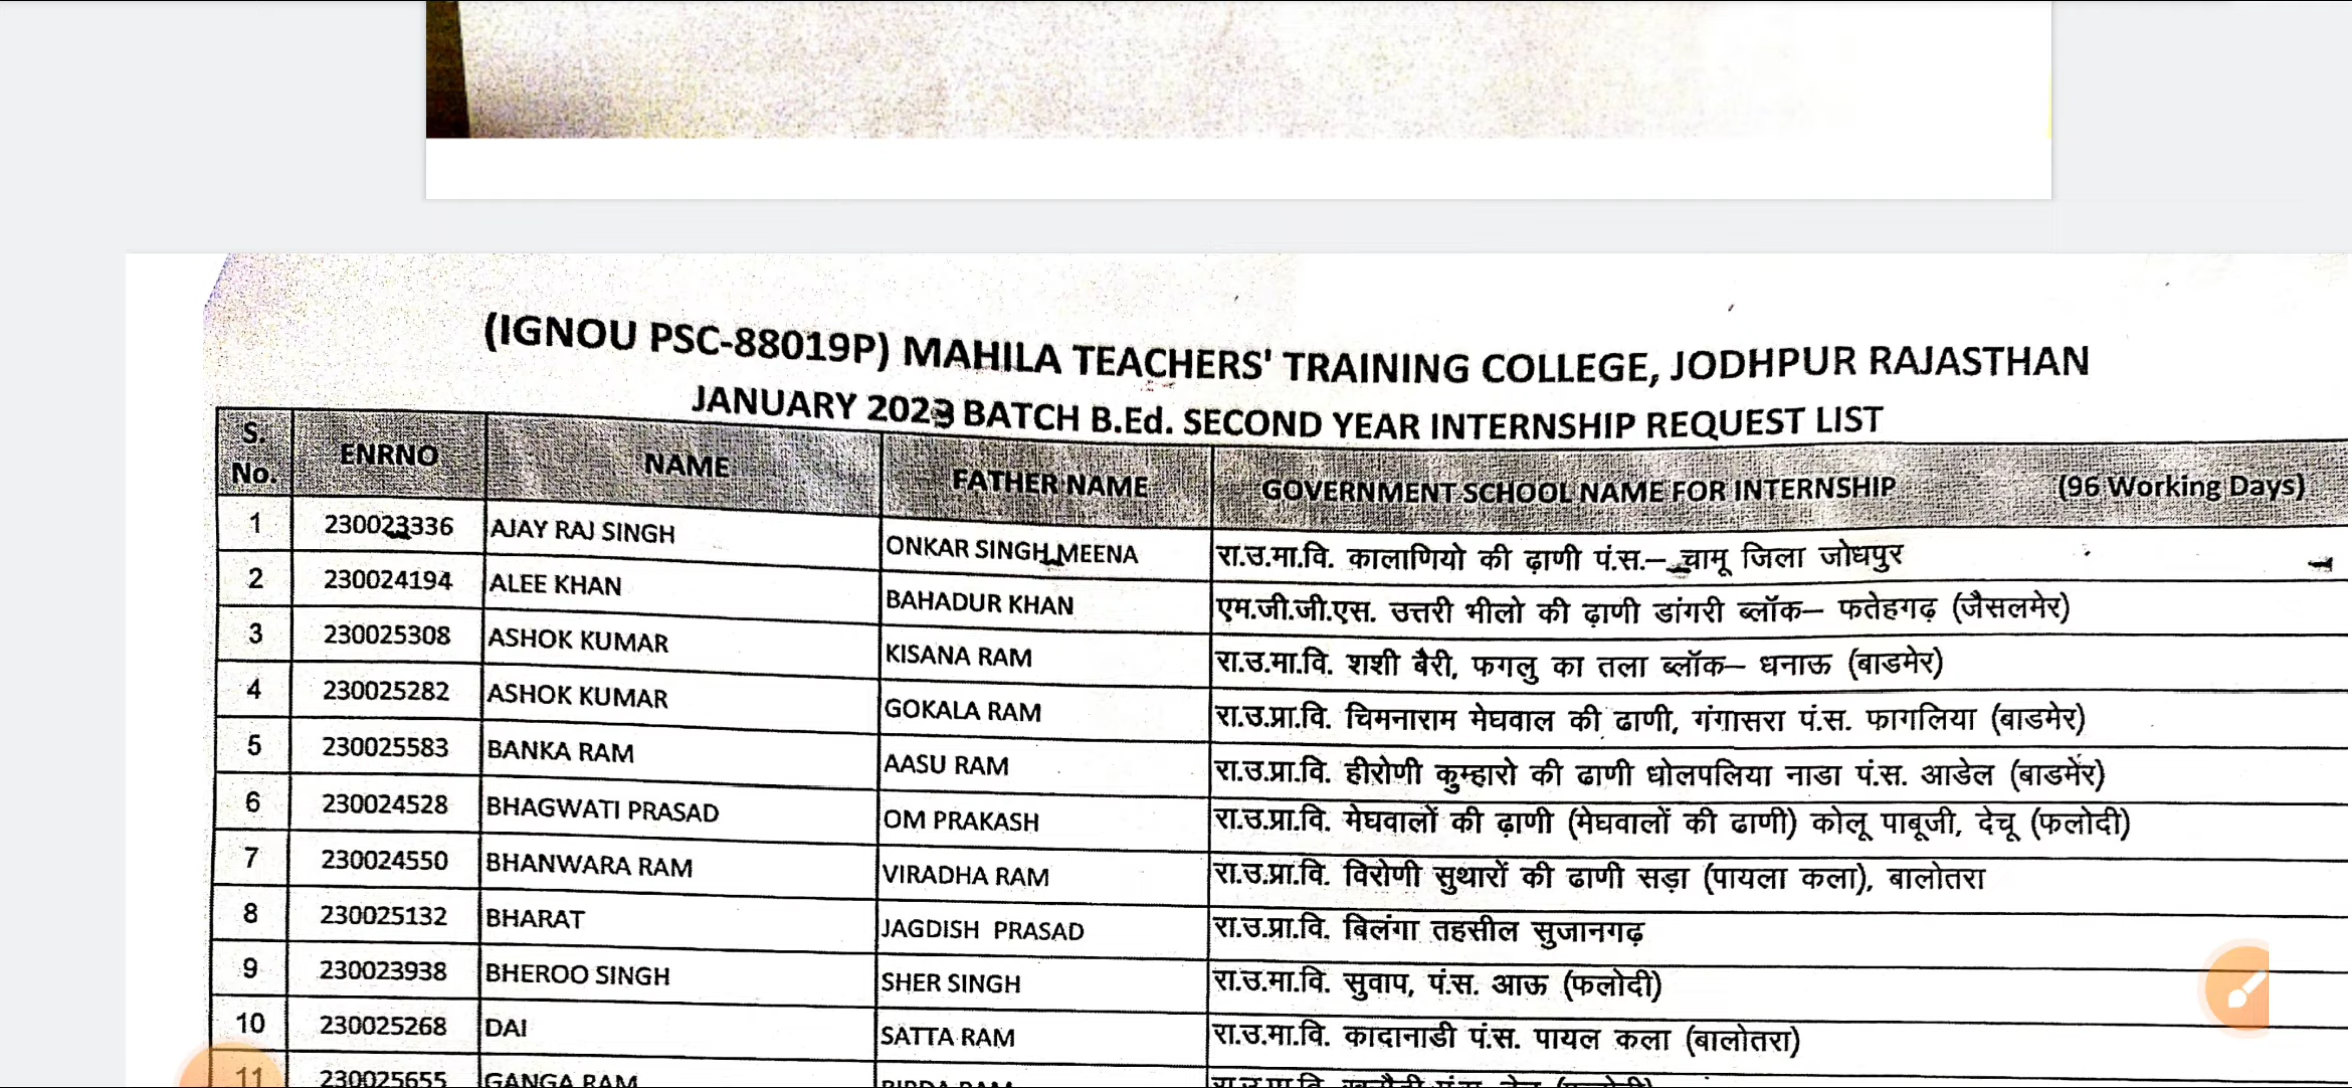 (IGNOU PSC-88019P) MAHILA TEACHERS' TRAINING COLLEGE, JODHPUR RAJASTHAN
JANUARY 2023 BATCH B.Ed. SECOND YEAR INTERNSHIP REQUEST LIST
S. No. ENRNO NAME FATHER NAME GOVERNMENT SCHOOL NAME FOR INTERNSHIP (96 Working Days)
1 230023336 AJAY RAJ SINGH ONKAR SINGH MEENA रा.उ.मा.वि. कालाणियो की ढ़ाणी पं.स.– चामू जिला जोधपुर
2 230024194 ALEE KHAN BAHADUR KHAN एम.जी.जी.एस. उत्तरी भीलो की ढ़ाणी डांगरी ब्लॉक– फतेहगढ़ (जैसलमेर)
3 230025308 ASHOK KUMAR KISANA RAM रा.उ.मा.वि. शशी बैरी, फगलु का तला ब्लॉक– धनाऊ (बाडमेर)
4 230025282 ASHOK KUMAR GOKALA RAM रा.उ.प्रा.वि. चिमनाराम मेघवाल की ढाणी, गंगासरा पं.स. फागलिया (बाडमेर)
5 230025583 BANKA RAM AASU RAM रा.उ.प्रा.वि. हीरोणी कुम्हारो की ढाणी धोलपलिया नाडा पं.स. आडेल (बाडमेर)
6 230024528 BHAGWATI PRASAD OM PRAKASH रा.उ.प्रा.वि. मेघवालों की ढ़ाणी (मेघवालों की ढाणी) कोलू पाबूजी, देचू (फलोदी)
7 230024550 BHANWARA RAM VIRADHA RAM रा.उ.प्रा.वि. विरोणी सुथारों की ढाणी सड़ा (पायला कला), बालोतरा
8 230025132 BHARAT JAGDISH PRASAD रा.उ.प्रा.वि. बिलंगा तहसील सुजानगढ़
9 230023938 BHEROO SINGH SHER SINGH रा.उ.मा.वि. सुवाप, पं.स. आऊ (फलोदी)
10 230025268 DAI SATTA RAM रा.उ.मा.वि. कादानाडी पं.स. पायल कला (बालोतरा)
11 230025655 GANGA RAM